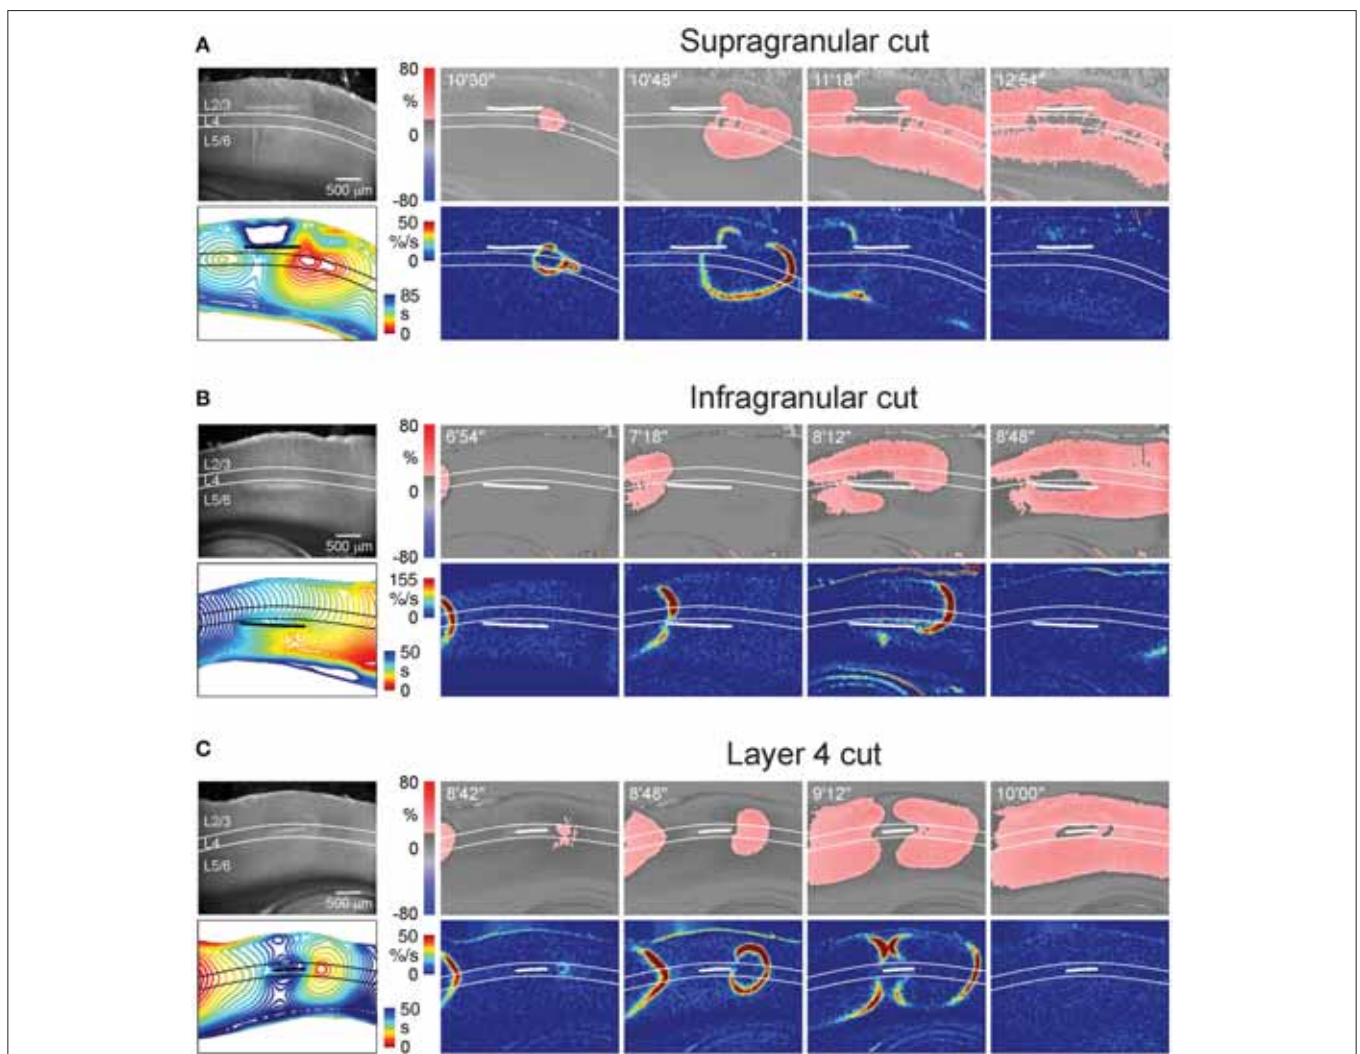 Supragranular cut
A
80
%
0
-80
L2/3
L4
L5/6
500 µm
10'30"
10'48"
11'18"
12'54"
50
%/s
0
85
s
0
Infragranular cut
B
80
%
0
-80
L2/3
L4
L5/6
500 µm
6'54"
7'18"
8'12"
8'48"
155
%/s
0
50
s
0
Layer 4 cut
C
80
%
0
-80
L2/3
L4
L5/6
500 µm
8'42"
8'48"
9'12"
10'00"
50
%/s
0
50
s
0